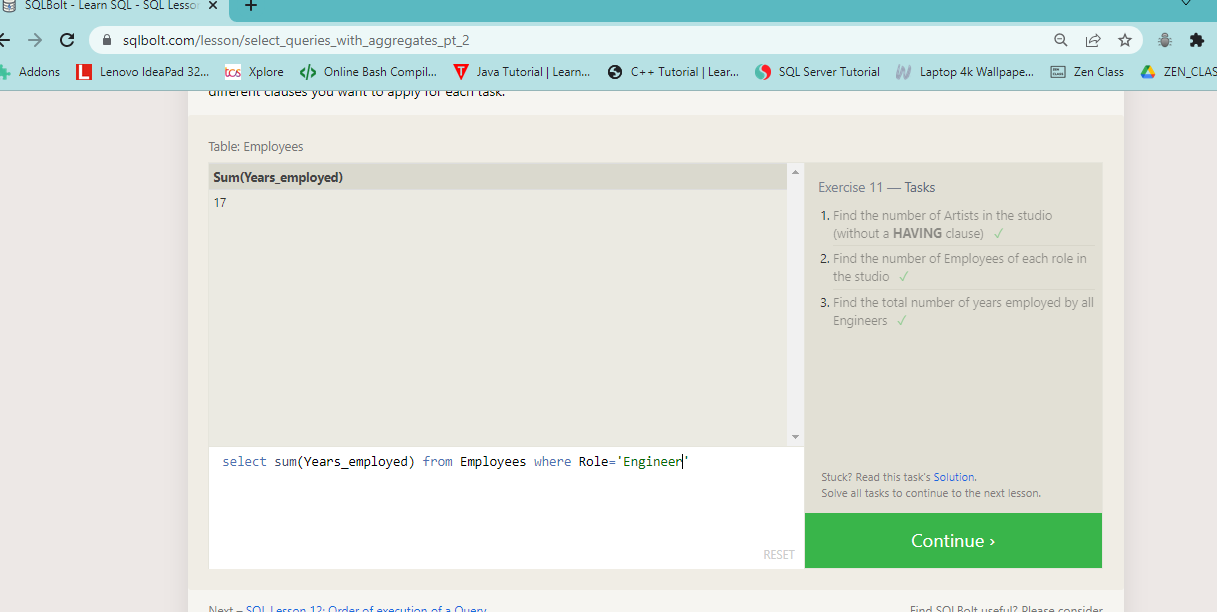 SQLBolt - Learn SQL - SQL Lesso
sqlbolt.com/lesson/select_queries_with_aggregates_pt_2
Addons
Lenovo IdeaPad 32...
tcs Xplore
Online Bash Compil...
Java Tutorial | Learn...
C++ Tutorial | Lear...
SQL Server Tutorial
Laptop 4k Wallpape...
Zen Class
ZEN_CLAS
different clauses you want to apply for each task.
Table: Employees
Sum(Years_employed)
17
Exercise 11 — Tasks
1. Find the number of Artists in the studio
(without a HAVING clause) ✓
2. Find the number of Employees of each role in
the studio ✓
3. Find the total number of years employed by all
Engineers ✓
select sum(Years_employed) from Employees where Role='Engineer'
RESET
Stuck? Read this task's Solution.
Solve all tasks to continue to the next lesson.
Continue ›
Next – SQL Lesson 12: Order of execution of a Query
Find SQLBolt useful? Please consider